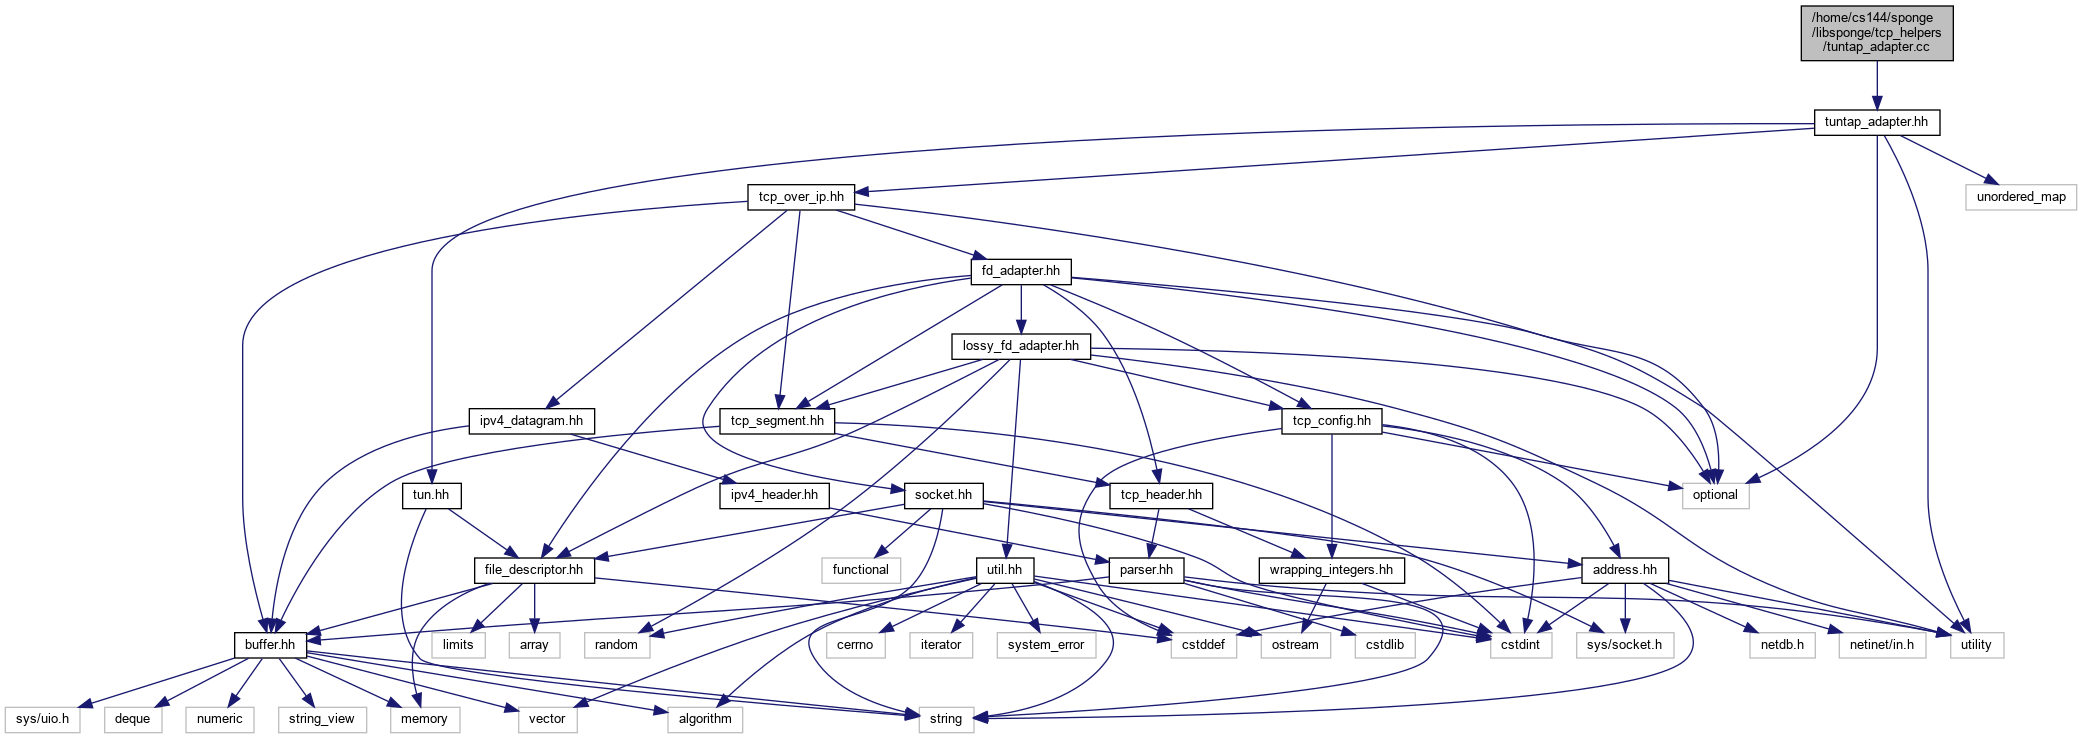 /home/cs144/sponge
/libsponge/tcp_helpers
/tuntap_adapter.cc
tuntap_adapter.hh
tcp_over_ip.hh
unordered_map
fd_adapter.hh
lossy_fd_adapter.hh
ipv4_datagram.hh
tcp_segment.hh
tcp_config.hh
tun.hh
ipv4_header.hh
socket.hh
tcp_header.hh
optional
file_descriptor.hh
functional
util.hh
parser.hh
wrapping_integers.hh
address.hh
buffer.hh
limits
array
random
cerrno
iterator
system_error
cstddef
ostream
cstdlib
cstdint
sys/socket.h
netdb.h
netinet/in.h
utility
sys/uio.h
deque
numeric
string_view
memory
vector
algorithm
string